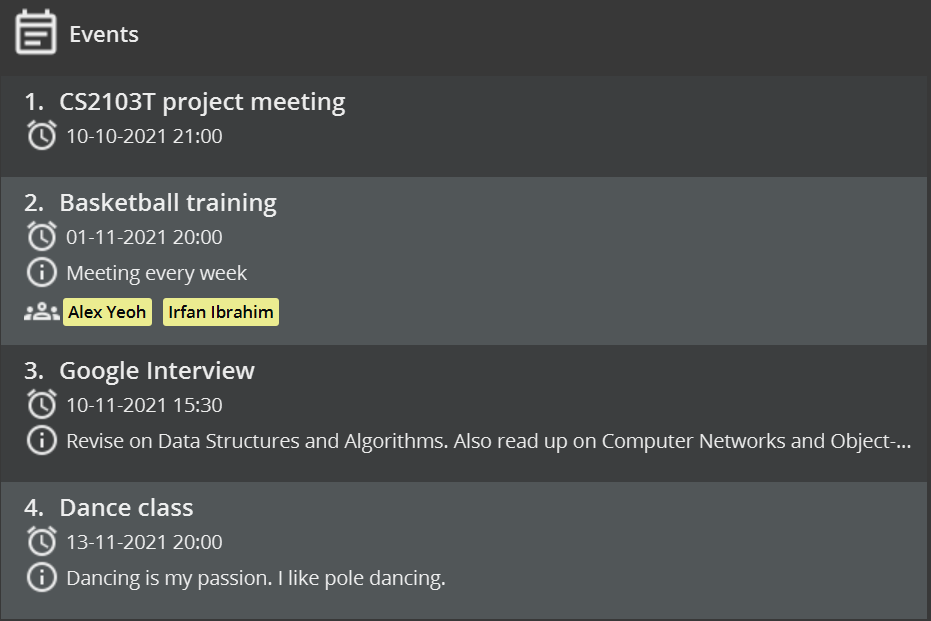 Events
1. CS2103T project meeting
10-10-2021 21:00
2. Basketball training
01-11-2021 20:00
Meeting every week
Alex Yeoh Irfan Ibrahim
3. Google Interview
10-11-2021 15:30
Revise on Data Structures and Algorithms. Also read up on Computer Networks and Object-...
4. Dance class
13-11-2021 20:00
Dancing is my passion. I like pole dancing.